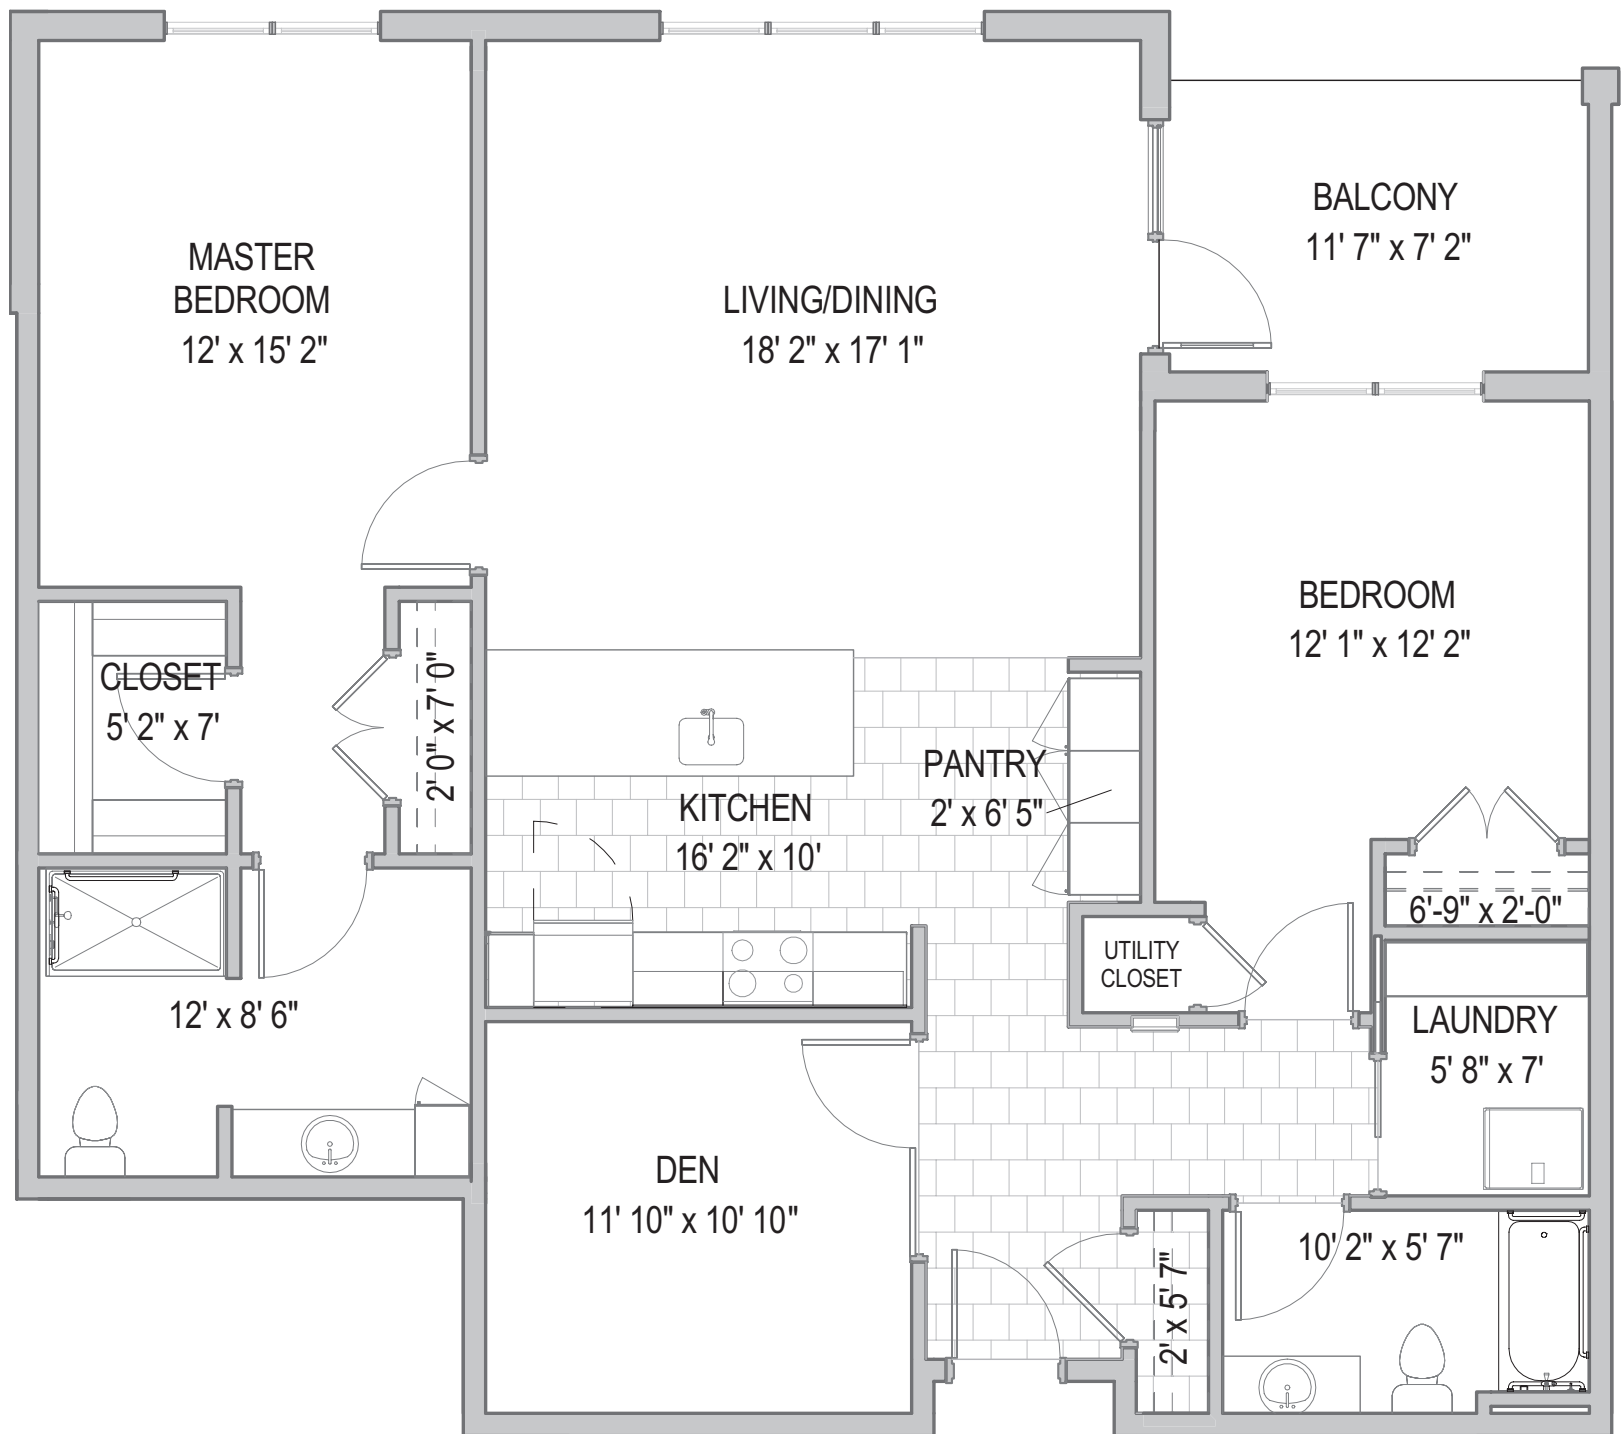 BALCONY
11' 7" x 7' 2"
MASTER
BEDROOM
12' x 15' 2"
LIVING/DINING
18' 2" x 17' 1"
BEDROOM
12' 1" x 12' 2"
CLOSET
5' 2" x 7'
2' 0" x 7' 0"
PANTRY
2' x 6' 5"
KITCHEN
16' 2" x 10'
6'-9" x 2'-0"
UTILITY
CLOSET
12' x 8' 6"
LAUNDRY
5' 8" x 7'
DEN
11' 10" x 10' 10"
10' 2" x 5' 7"
2' x 5' 7"